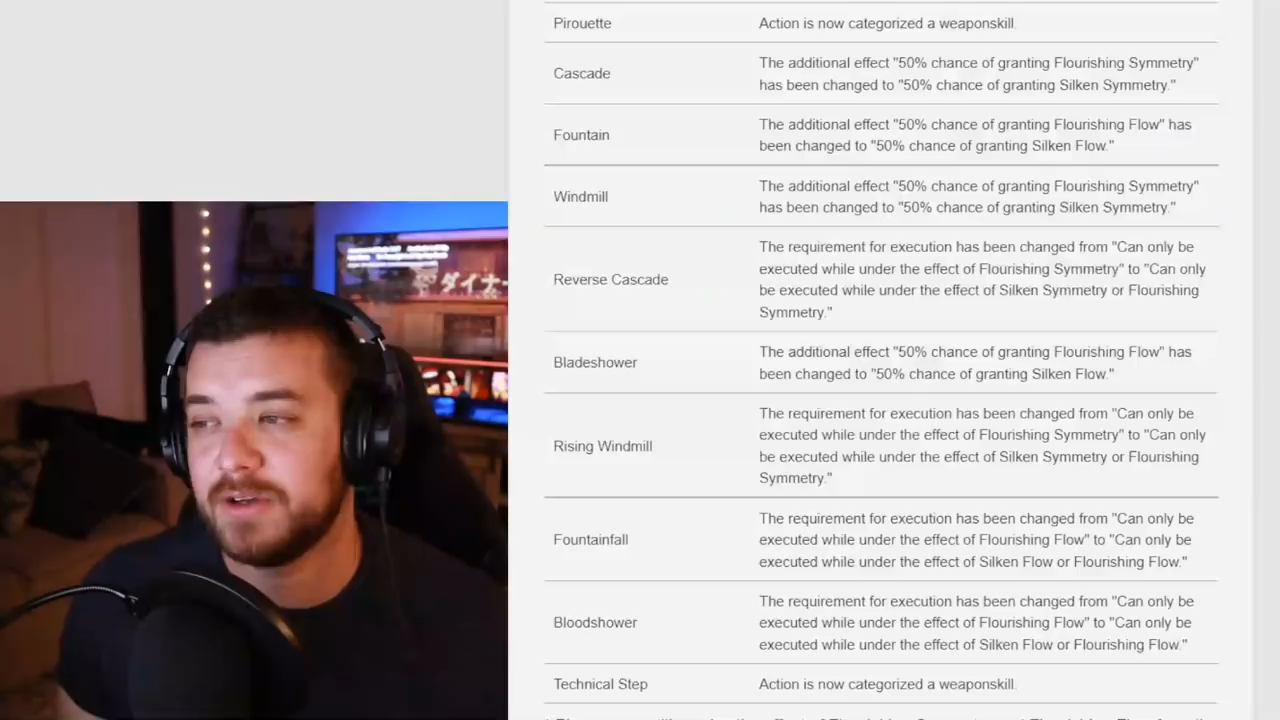 Pirouette
Action is now categorized a weaponskill.
Cascade
The additional effect "50% chance of granting Flourishing Symmetry"
has been changed to "50% chance of granting Silken Symmetry."
Fountain
The additional effect "50% chance of granting Flourishing Flow" has
been changed to "50% chance of granting Silken Flow."
Windmill
The additional effect "50% chance of granting Flourishing Symmetry"
has been changed to "50% chance of granting Silken Symmetry."
Reverse Cascade
The requirement for execution has been changed from "Can only be
executed while under the effect of Flourishing Symmetry" to "Can only
be executed while under the effect of Silken Symmetry or Flourishing
Symmetry."
Bladeshower
The additional effect "50% chance of granting Flourishing Flow" has
been changed to "50% chance of granting Silken Flow."
Rising Windmill
The requirement for execution has been changed from "Can only be
executed while under the effect of Flourishing Symmetry" to "Can only
be executed while under the effect of Silken Symmetry or Flourishing
Symmetry."
Fountainfall
The requirement for execution has been changed from "Can only be
executed while under the effect of Flourishing Flow" to "Can only be
executed while under the effect of Silken Flow or Flourishing Flow."
Bloodshower
The requirement for execution has been changed from "Can only be
executed while under the effect of Flourishing Flow" to "Can only be
executed while under the effect of Silken Flow or Flourishing Flow."
Technical Step
Action is now categorized a weaponskill.
ダイナー